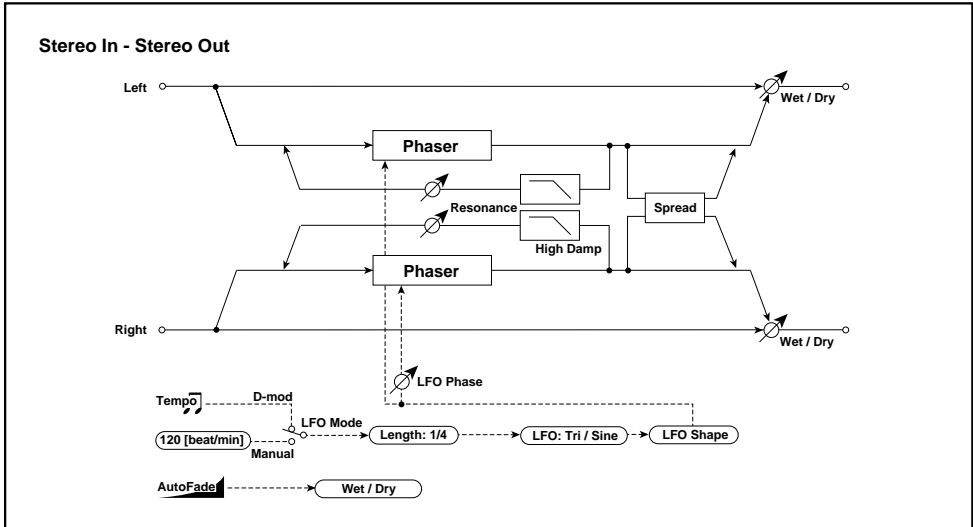 Stereo In - Stereo Out
Left
Wet / Dry
Phaser
Resonance
Spread
High Damp
Phaser
Right
Wet / Dry
LFO Phase
Tempo
D-mod
LFO Mode
120 [beat/min]
Manual
Length: 1/4
LFO: Tri / Sine
LFO Shape
AutoFade
Wet / Dry